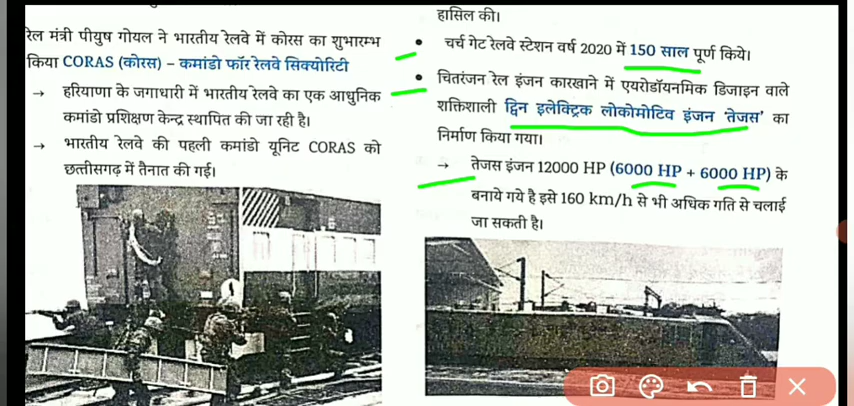 रेल मंत्री पीयुष गोयल ने भारतीय रेलवे में कोरस का शुभारम्भ
किया CORAS (कोरस) – कमांडो फॉर रेलवे सिक्योरिटी
→ हरियाणा के जगाधारी में भारतीय रेलवे का एक आधुनिक
कमांडो प्रशिक्षण केन्द्र स्थापित की जा रही है।
→ भारतीय रेलवे की पहली कमांडो यूनिट CORAS को
छत्तीसगढ़ में तैनात की गई।
हासिल की।
• चर्च गेट रेलवे स्टेशन वर्ष 2020 में 150 साल पूर्ण किये।
• चितरंजन रेल इंजन कारखाने में एयरोडॉयनमिक डिजाइन वाले
शक्तिशाली ट्विन इलेक्ट्रिक लोकोमोटिव इंजन ‘तेजस’ का
निर्माण किया गया।
→ तेजस इंजन 12000 HP (6000 HP + 6000 HP) के
बनाये गये है इसे 160 km/h से भी अधिक गति से चलाई
जा सकती है।